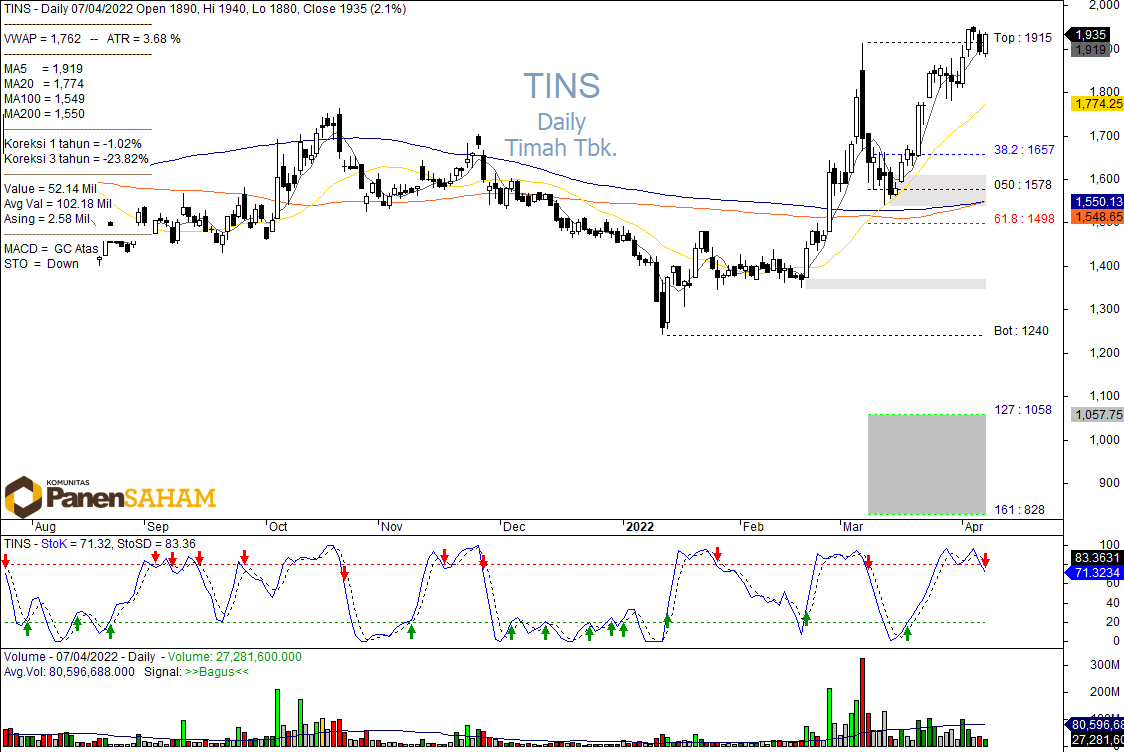 TINS - Daily 07/04/2022 Open 1890, Hi 1940, Lo 1880, Close 1935 (2.1%)
VWAP = 1,762 -- ATR = 3.68 %
MA5 = 1,919
MA20 = 1,774
MA100 = 1,549
MA200 = 1,550
Koreksi 1 tahun = -1.02%
Koreksi 3 tahun = -23.82%
Value = 52.14 Mil
Avg Val = 102.18 Mil
Asing = 2.58 Mil
MACD = GC Atas
STO = Down
TINS
Daily
Timah Tbk.
Top : 1915
38.2 : 1657
050 : 1578
61.8 : 1498
Bot : 1240
127 : 1058
161 : 828
2,000
1,935
1,919
1,800
1,774.25
1,700
1,600
1,550.13
1,548.65
1,400
1,300
1,200
1,100
1,057.75
1,000
900
KOMUNITAS
PanenSAHAM
Aug Sep Oct Nov Dec 2022 Feb Mar Apr
TINS - StoK = 71.32, StoSD = 83.36
100
83.3631
71.3234
60
40
20
0
Volume - 07/04/2022 - Daily - Volume: 27,281,600.000
Avg.Vol: 80,596,688.000 Signal: >>Bagus<<
300M
200M
80,596,68
27,281,60